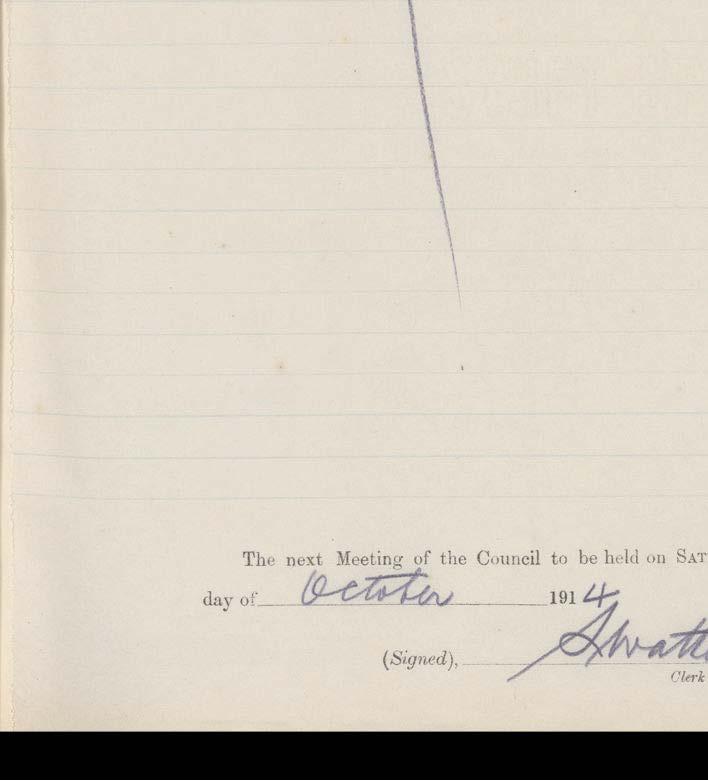 The next Meeting of the Council to be held on SAT
day of October 1914
(Signed),
Clerk